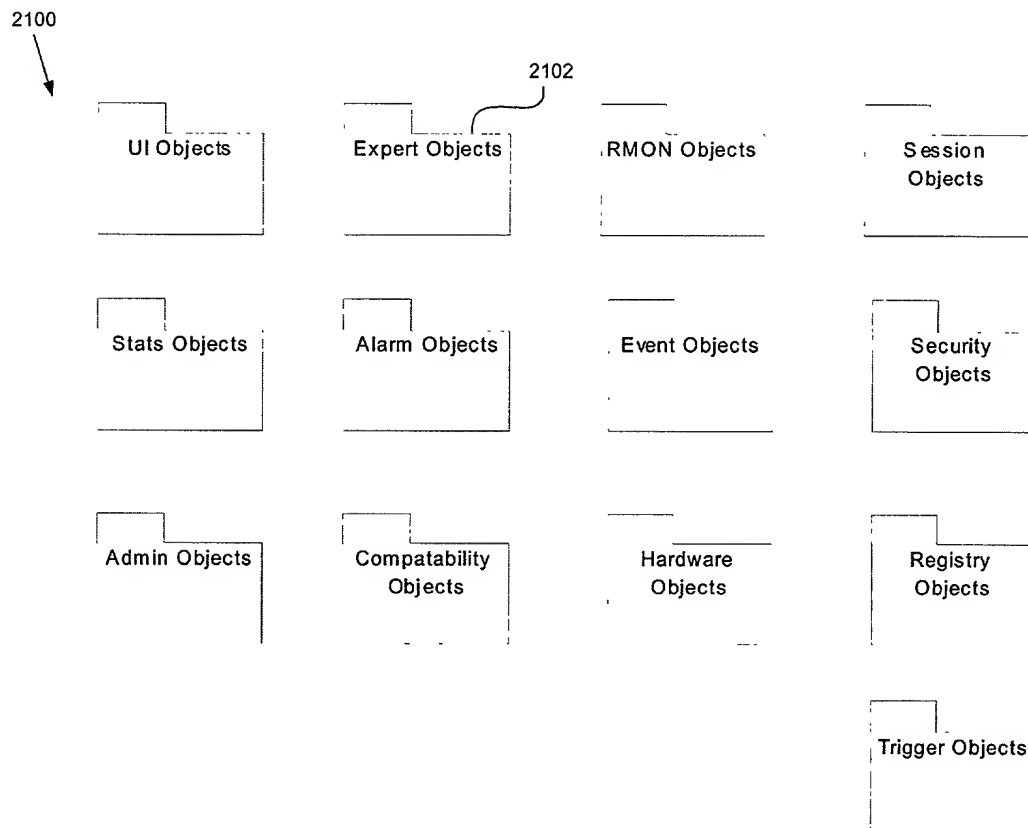 2100
2102
UI Objects
Expert Objects
RMON Objects
Session
Objects
Stats Objects
Alarm Objects
Event Objects
Security
Objects
Admin Objects
Compatability
Objects
Hardware
Objects
Registry
Objects
Trigger Objects